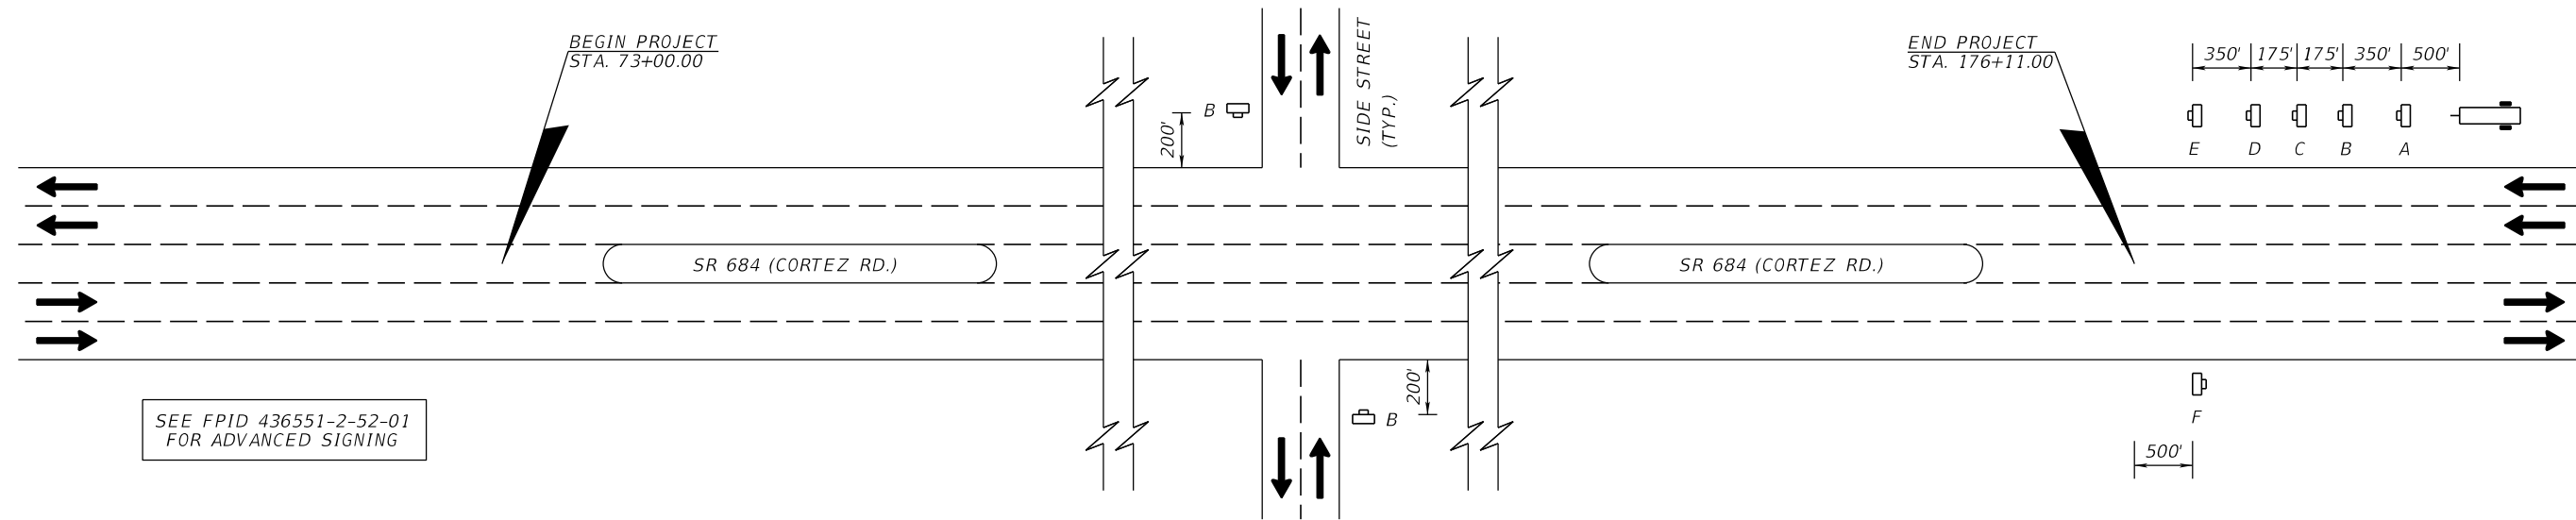 BEGIN PROJECT
STA. 73+00.00
SIDE STREET
(TYP.)
END PROJECT
STA. 176+11.00
350' 175' 175' 350' 500'
B
200'
E D C B A
SR 684 (CORTEZ RD.)
SR 684 (CORTEZ RD.)
200'
B
F
SEE FPID 436551-2-52-01
FOR ADVANCED SIGNING
500'